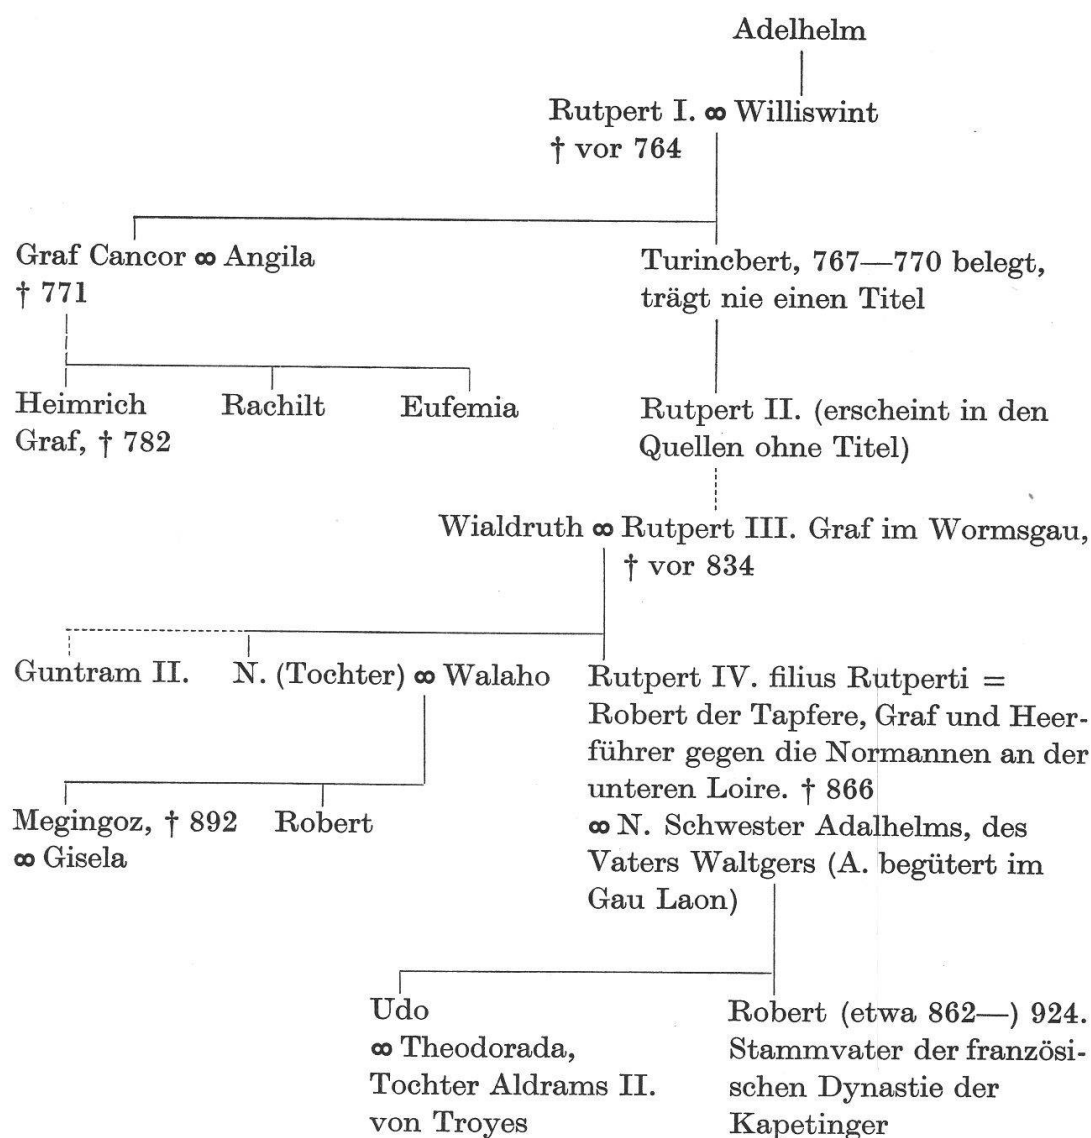 Adelhelm
Rutpert I. ⚭ Williswint
† vor 764
Graf Cancor ⚭ Angila
† 771
Turincbert, 767—770 belegt,
trägt nie einen Titel
Heimrich
Graf, † 782
Rachilt
Eufemia
Rutpert II. (erscheint in den
Quellen ohne Titel)
Wialdruth ⚭ Rutpert III. Graf im Wormsgau,
† vor 834
Guntram II.
N. (Tochter) ⚭ Walaho
Rutpert IV. filius Rutperti =
Robert der Tapfere, Graf und Heer-
führer gegen die Normannen an der
unteren Loire. † 866
⚭ N. Schwester Adalhelms, des
Vaters Waltgers (A. begütert im
Gau Laon)
Megingoz, † 892
⚭ Gisela
Robert
Udo
⚭ Theodorada,
Tochter Aldrams II.
von Troyes
Robert (etwa 862—) 924.
Stammvater der französi-
schen Dynastie der
Kapetinger